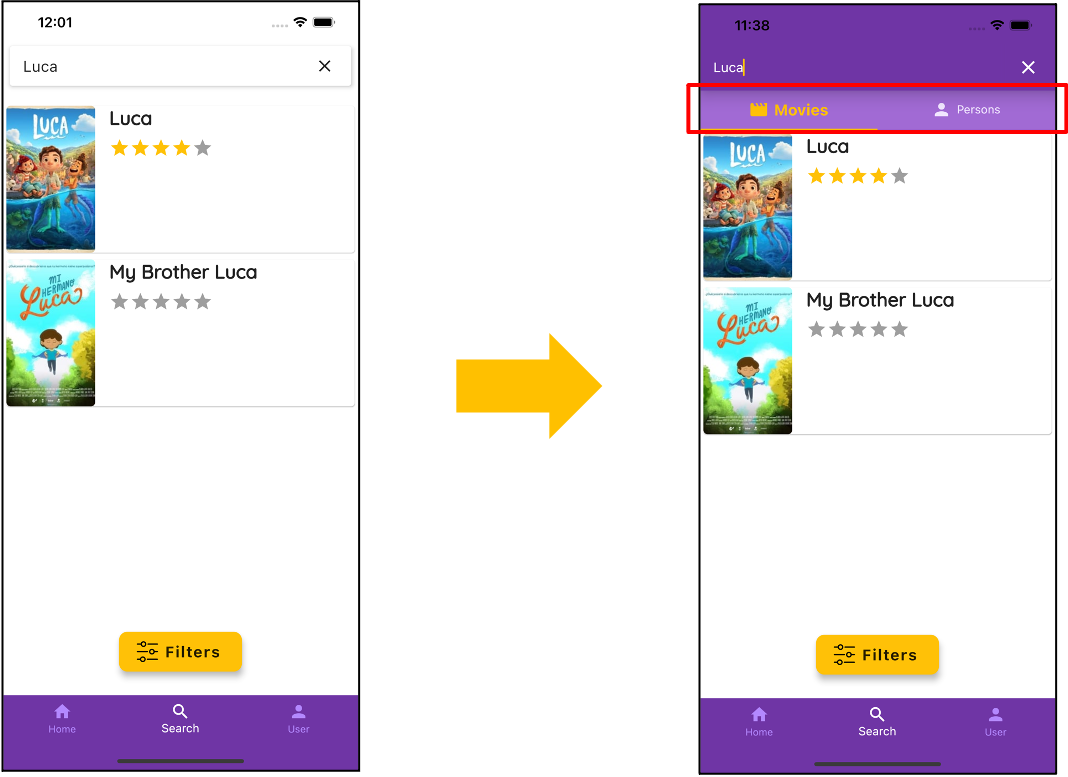 12:01
Luca
LUCA
Luca
MI
HERMANO
Luca
My Brother Luca
Filters
Home
Search
User
11:38
Luca
Movies
Persons
LUCA
Luca
MI
HERMANO
Luca
My Brother Luca
Filters
Home
Search
User